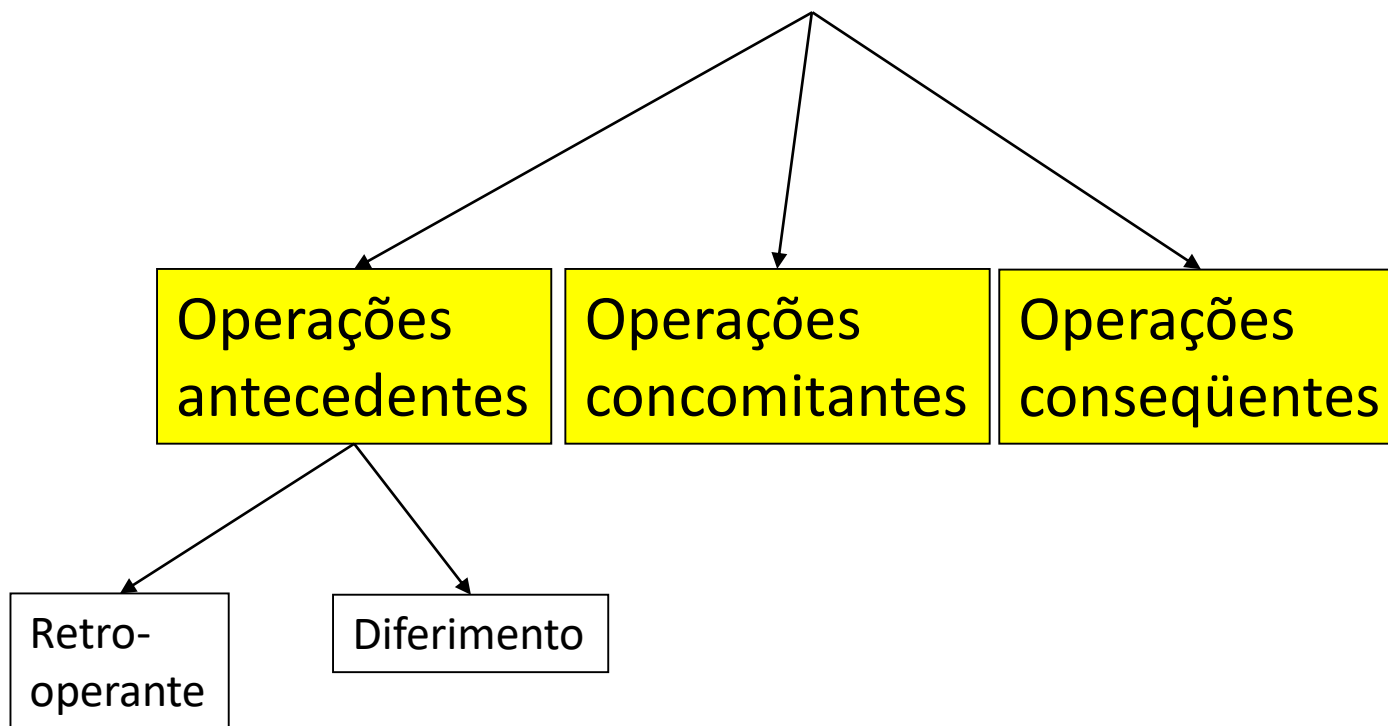 Operações
antecedentes
Operações
concomitantes
Operações
conseqüentes
Retro-
operante
Diferimento